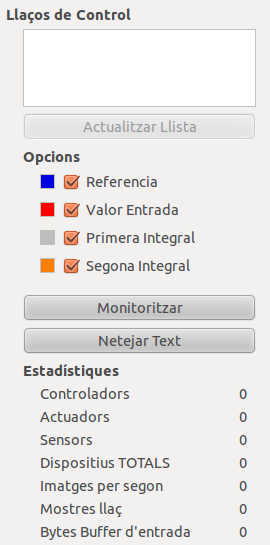 Llaços de Control
Actualitzar Llista
Opcions
Referencia
Valor Entrada
Primera Integral
Segona Integral
Monitoritzar
Netejar Text
Estadístiques
Controladors 0
Actuadors 0
Sensors 0
Dispositius TOTALS 0
Imatges per segon 0
Mostres llaç 0
Bytes Buffer d'entrada 0